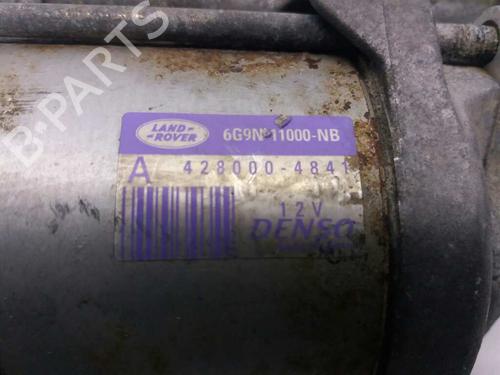 B-PARTS
LAND-
-ROVER
6G9N-11000-NB
A 428000-4841
12V
DENSO